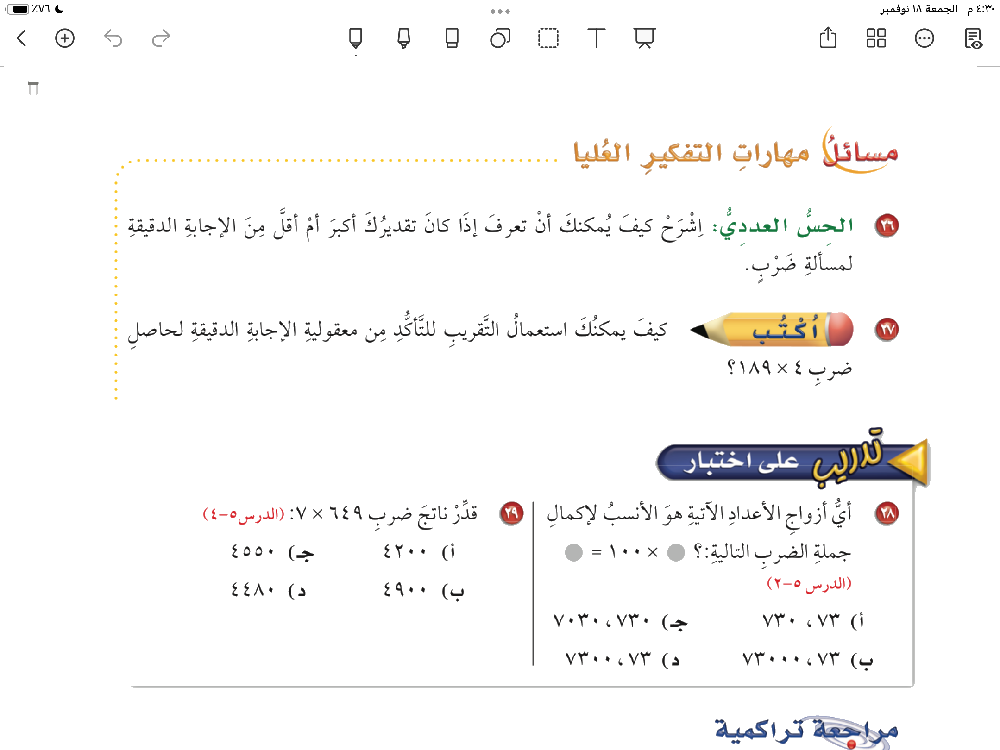 ٤:٣٠ م الجمعة ١٨ نوفمبر
٪٧٦
مسائلُ مهاراتِ التفكيرِ العُليا
٢٦ الحِسُّ العددِيُّ: اِشْرَحْ كيفَ يُمكنكَ أنْ تعرفَ إذَا كانَ تقديرُكَ أكبرَ أمْ أقلَّ مِنَ الإجابةِ الدقيقةِ
لمسألةِ ضَرْبٍ.
٢٧ اُكْتُب كيفَ يمكنُكَ استعمالُ التَّقريبِ للتَّأكُّدِ مِن معقوليةِ الإجابةِ الدقيقةِ لحاصلِ
ضربِ ٤ × ١٨٩؟
تدريب على اختبار
٢٨ أيُّ أزواجِ الأعدادِ الآتيةِ هوَ الأنسبُ لإكمالِ
جملةِ الضربِ التاليةِ:؟ × ١٠٠ =
(الدرس ٥-٢)
أ) ٧٣ ، ٧٣٠ جـ) ٧٣٠ ، ٧٠٣٠
ب) ٧٣ ، ٧٣٠٠٠ د) ٧٣ ، ٧٣٠٠
٢٩ قدِّرْ ناتجَ ضربِ ٦٤٩ × ٧: (الدرس ٥-٤)
أ) ٤٢٠٠ جـ) ٤٥٥٠
ب) ٤٩٠٠ د) ٤٤٨٠
مراجعة تراكمية